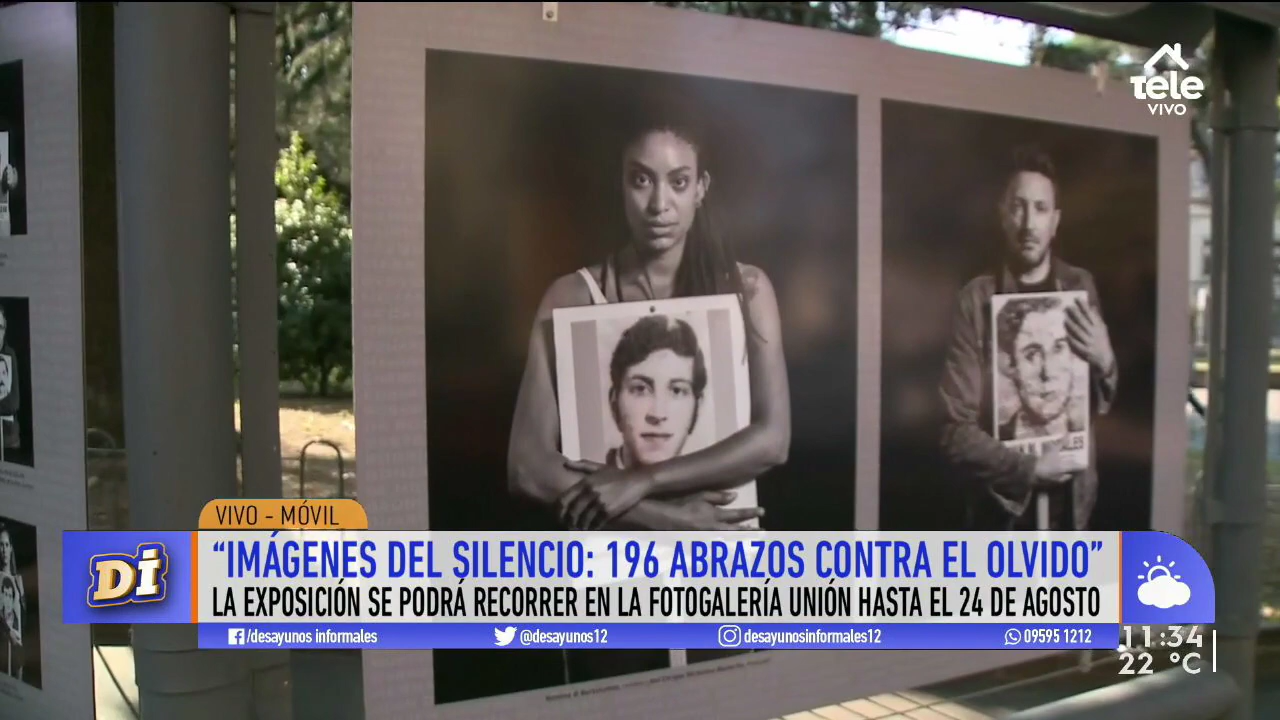 tele
VIVO
VIVO - MÓVIL
Di
“IMÁGENES DEL SILENCIO: 196 ABRAZOS CONTRA EL OLVIDO”
LA EXPOSICIÓN SE PODRÁ RECORRER EN LA FOTOGALERÍA UNIÓN HASTA EL 24 DE AGOSTO
/desayunos informales @desayunos12 desayunosinformales12 09595 1212
11:34
22 °C